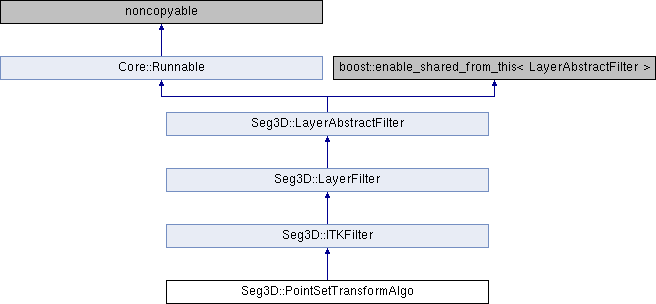 noncopyable
Core::Runnable
boost::enable_shared_from_this< LayerAbstractFilter >
Seg3D::LayerAbstractFilter
Seg3D::LayerFilter
Seg3D::ITKFilter
Seg3D::PointSetTransformAlgo